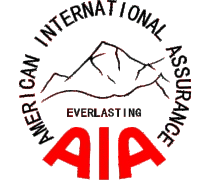 AMERICAN INTERNATIONAL ASSURANCE
EVERLASTING
AIA